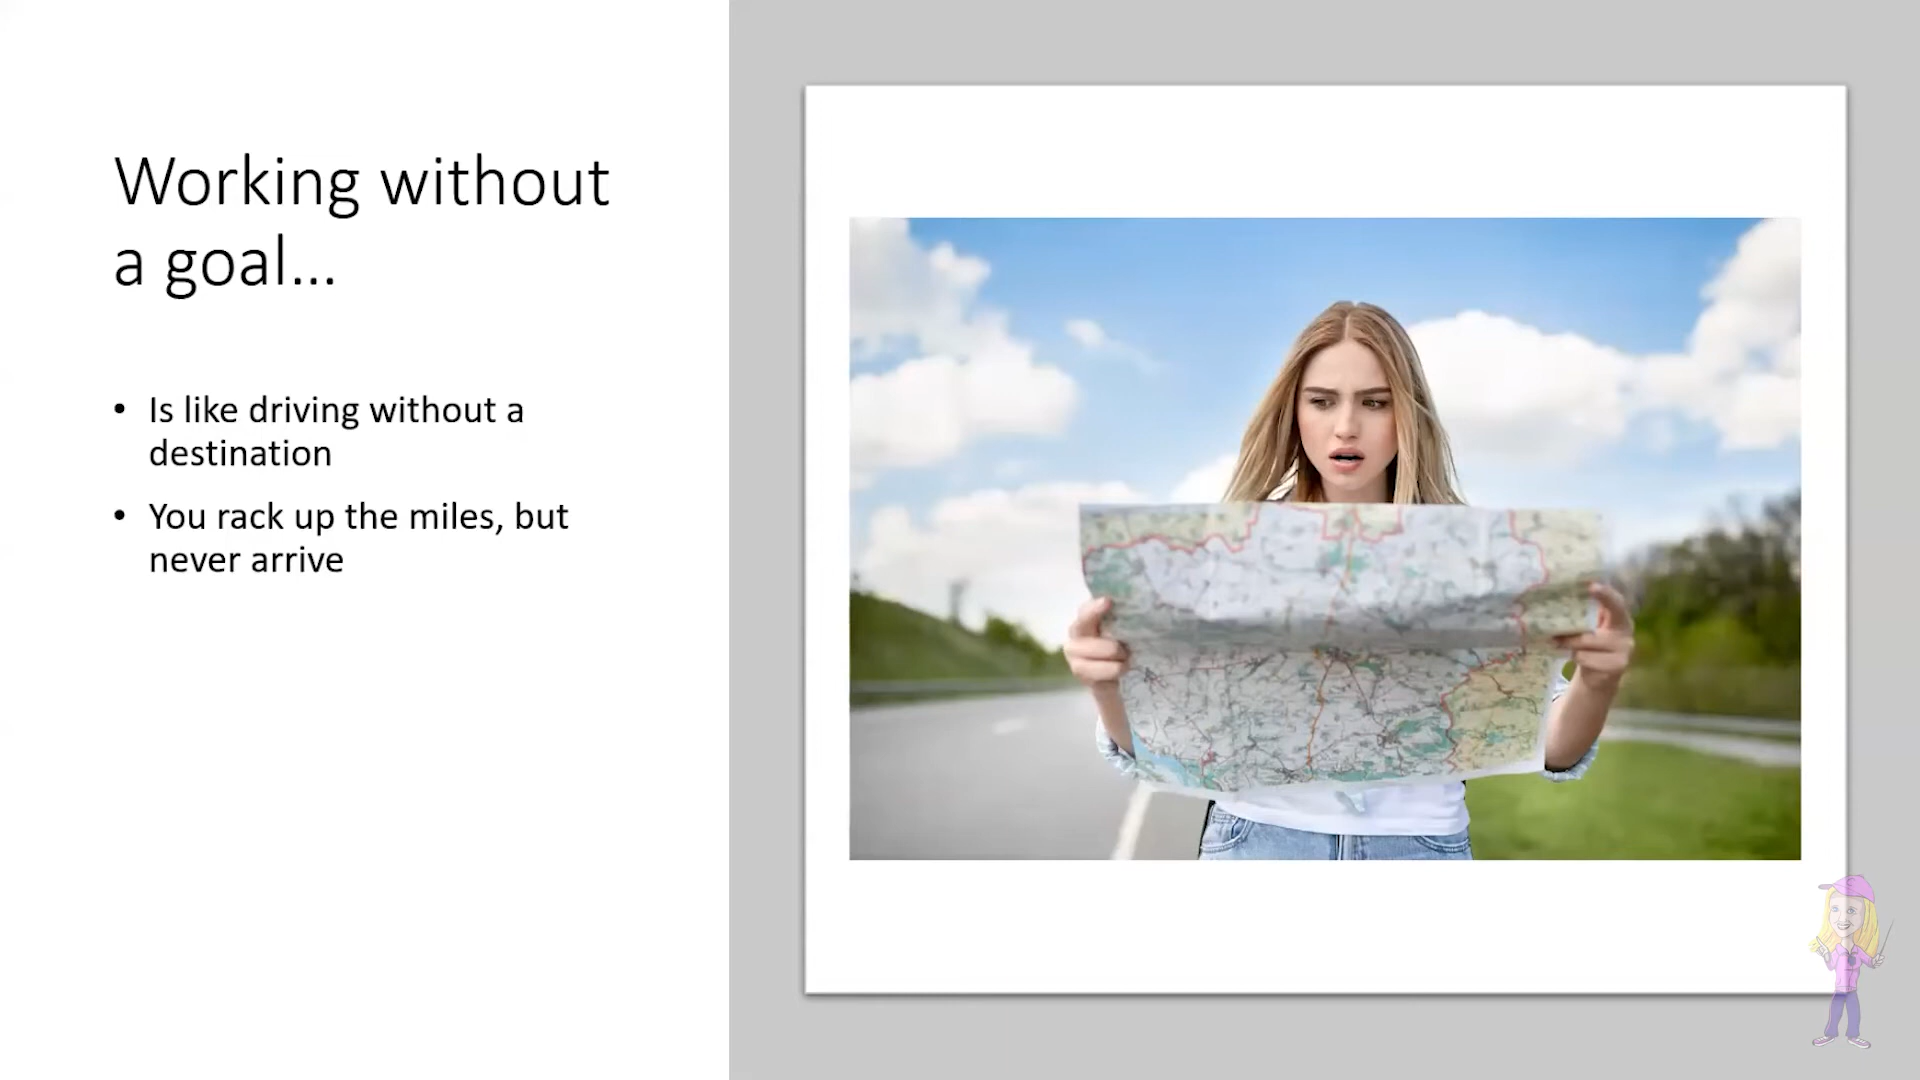 Working without
a goal...
• Is like driving without a
destination
• You rack up the miles, but
never arrive